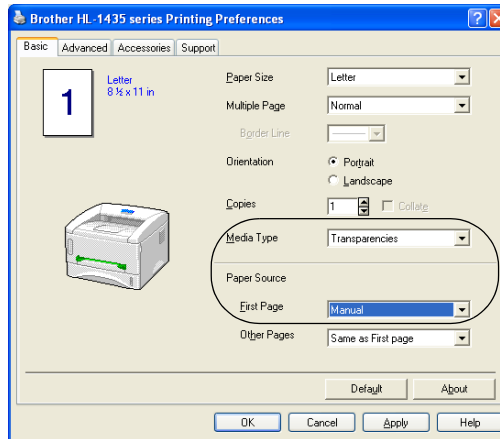 Brother HL-1435 series Printing Preferences
Basic Advanced Accessories Support
1
Letter
8 ½ x 11 in
Paper Size Letter
Multiple Page Normal
Border Line
Orientation Portrait
Landscape
Copies 1 Collate
Media Type Transparencies
Paper Source
First Page Manual
Other Pages Same as First page
Default About
OK Cancel Apply Help